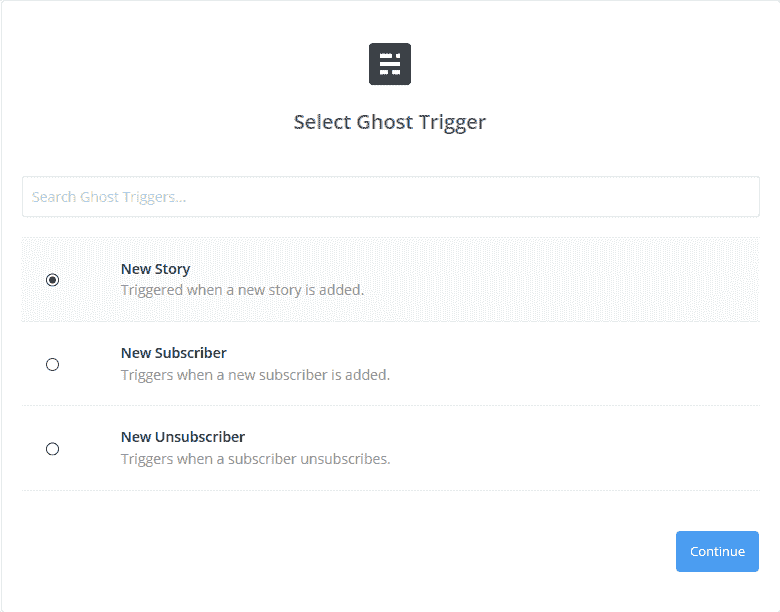 Select Ghost Trigger
Search Ghost Triggers...
New Story
Triggered when a new story is added.
New Subscriber
Triggers when a new subscriber is added.
New Unsubscriber
Triggers when a subscriber unsubscribes.
Continue